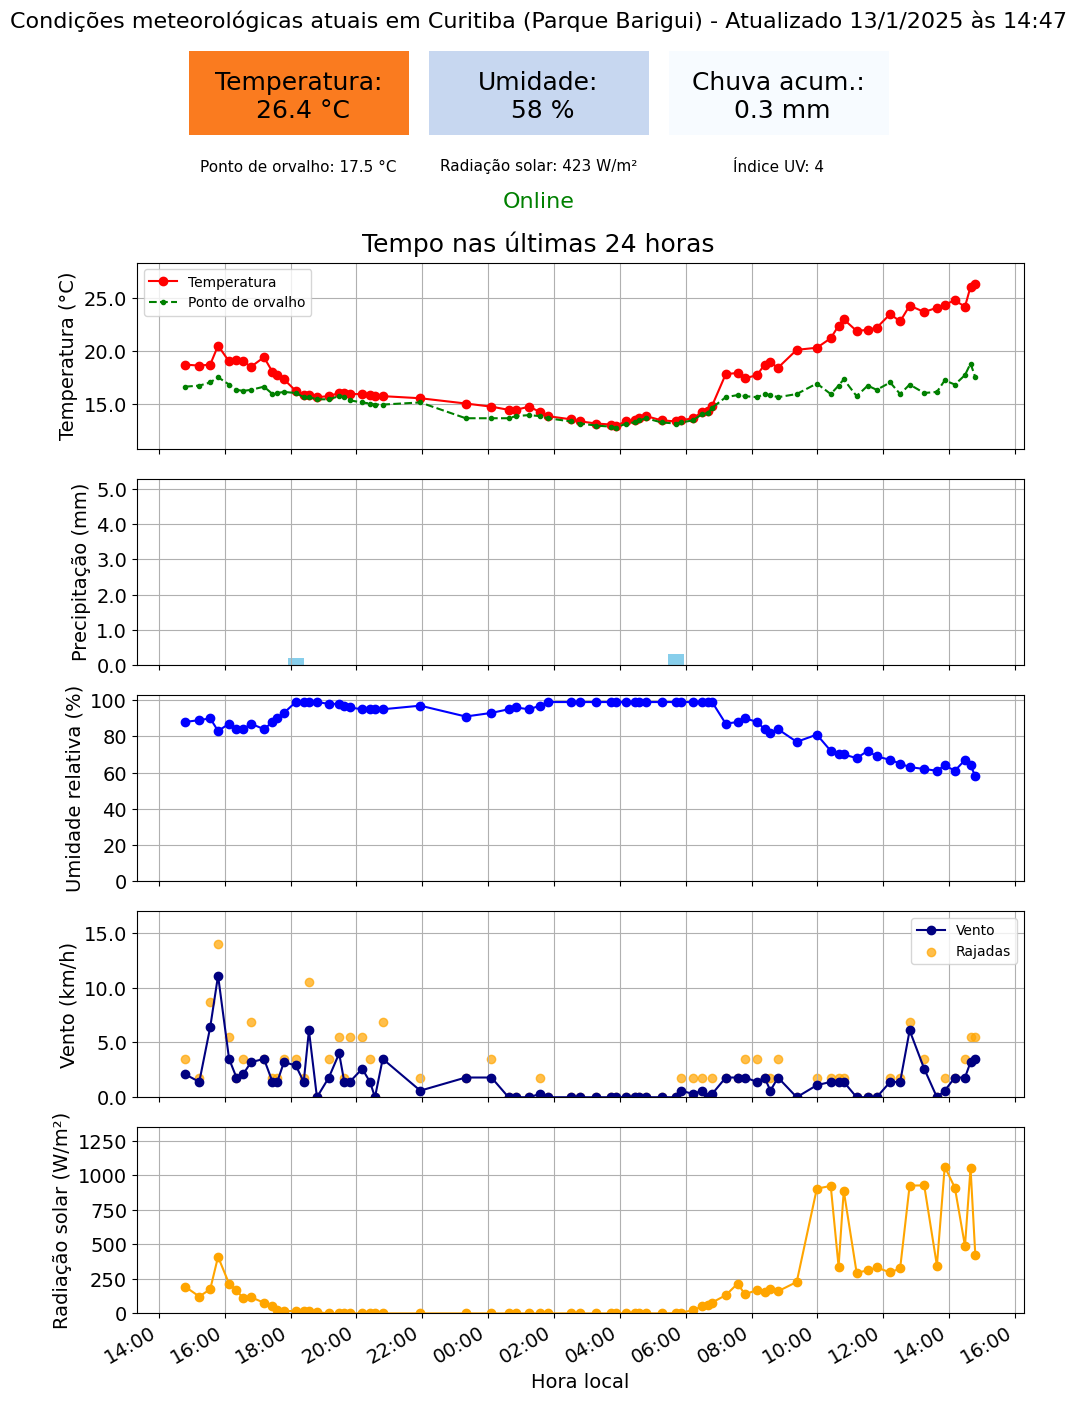 Condições meteorológicas atuais em Curitiba (Parque Barigui) - Atualizado 13/1/2025 às 14:47
Temperatura:
26.4 °C
Umidade:
58 %
Chuva acum.:
0.3 mm
Ponto de orvalho: 17.5 °C
Radiação solar: 423 W/m²
Índice UV: 4
Online
Tempo nas últimas 24 horas
Temperatura (°C)
25.0
20.0
15.0
Temperatura
Ponto de orvalho
Precipitação (mm)
5.0
4.0
3.0
2.0
1.0
0.0
Umidade relativa (%)
100
80
60
40
20
0
Vento (km/h)
15.0
10.0
5.0
0.0
Vento
Rajadas
Radiação solar (W/m²)
1250
1000
750
500
250
0
14:00 16:00 18:00 20:00 22:00 00:00 02:00 04:00 06:00 08:00 10:00 12:00 14:00 16:00
Hora local